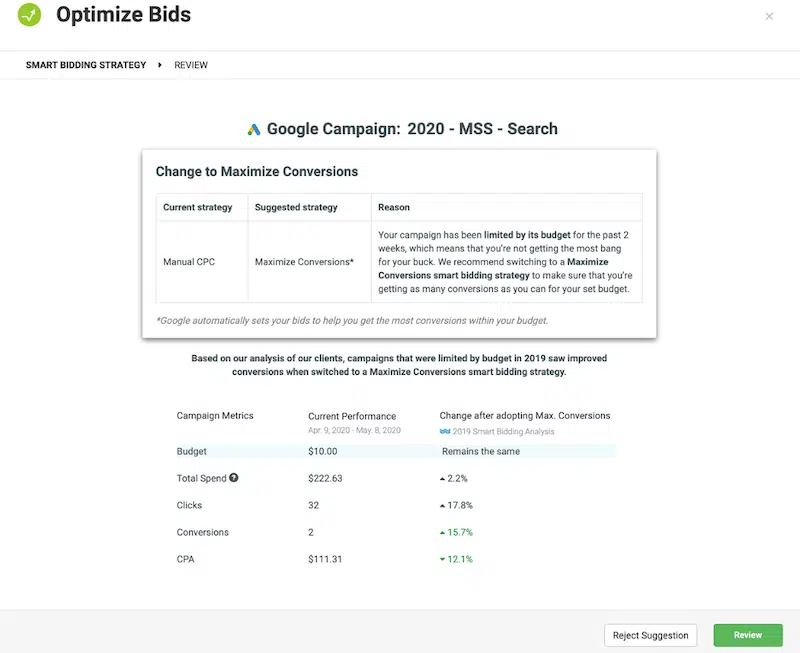 Optimize Bids
×
SMART BIDDING STRATEGY ▸ REVIEW
Google Campaign: 2020 - MSS - Search
Change to Maximize Conversions
Current strategy Suggested strategy Reason
Manual CPC Maximize Conversions* Your campaign has been limited by its budget for the past 2
weeks, which means that you're not getting the most bang
for your buck. We recommend switching to a Maximize
Conversions smart bidding strategy to make sure that you're
getting as many conversions as you can for your set budget.
*Google automatically sets your bids to help you get the most conversions within your budget.
Based on our analysis of our clients, campaigns that were limited by budget in 2019 saw improved
conversions when switched to a Maximize Conversions smart bidding strategy.
Campaign Metrics Current Performance Change after adopting Max. Conversions
Apr. 9, 2020 - May. 8, 2020 2019 Smart Bidding Analysis
Budget $10.00 Remains the same
Total Spend ? $222.63 ▴ 2.2%
Clicks 32 ▴ 17.8%
Conversions 2 ▴ 15.7%
CPA $111.31 ▾ 12.1%
Reject Suggestion Review